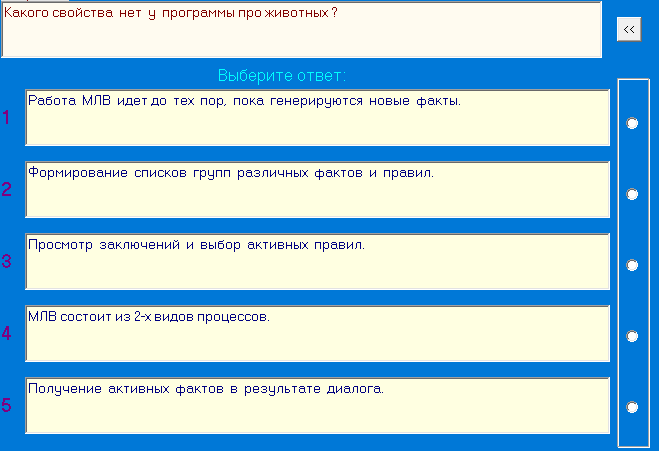 Какого свойства нет у программы про животных ?
<<
Выберите ответ:
1
Работа МЛВ идет до тех пор, пока генерируются новые факты.
2
Формирование списков групп различных фактов и правил.
3
Просмотр заключений и выбор активных правил.
4
МЛВ состоит из 2-х видов процессов.
5
Получение активных фактов в результате диалога.